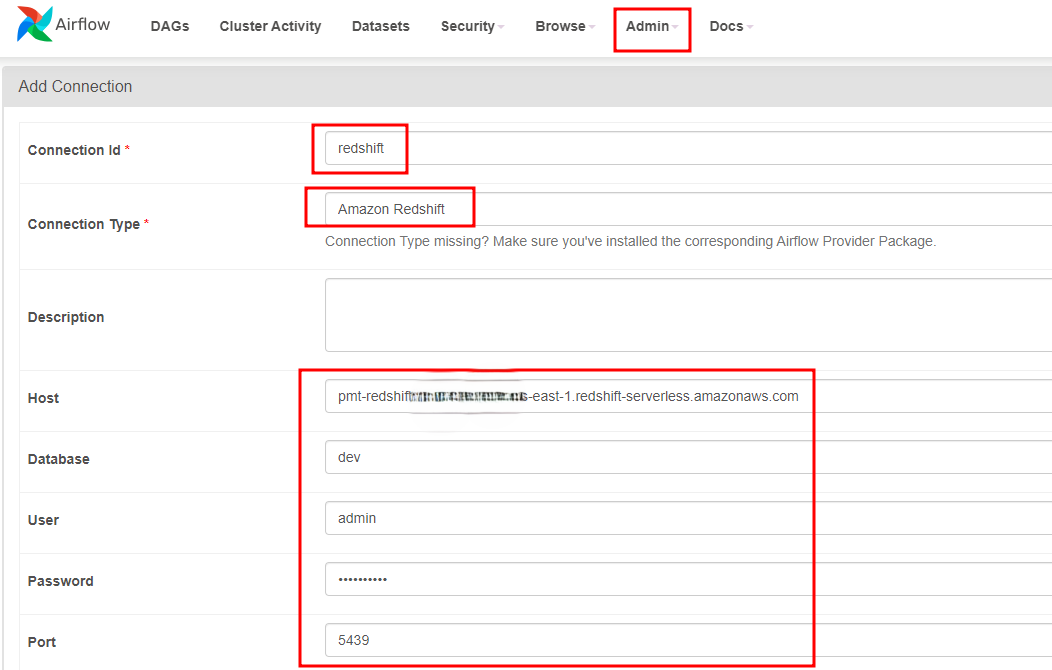 Airflow DAGs Cluster Activity Datasets Security Browse Admin Docs
Add Connection
Connection Id * redshift
Connection Type * Amazon Redshift
Connection Type missing? Make sure you've installed the corresponding Airflow Provider Package.
Description
Host pmt-redshift s-east-1.redshift-serverless.amazonaws.com
Database dev
User admin
Password ••••••••••
Port 5439